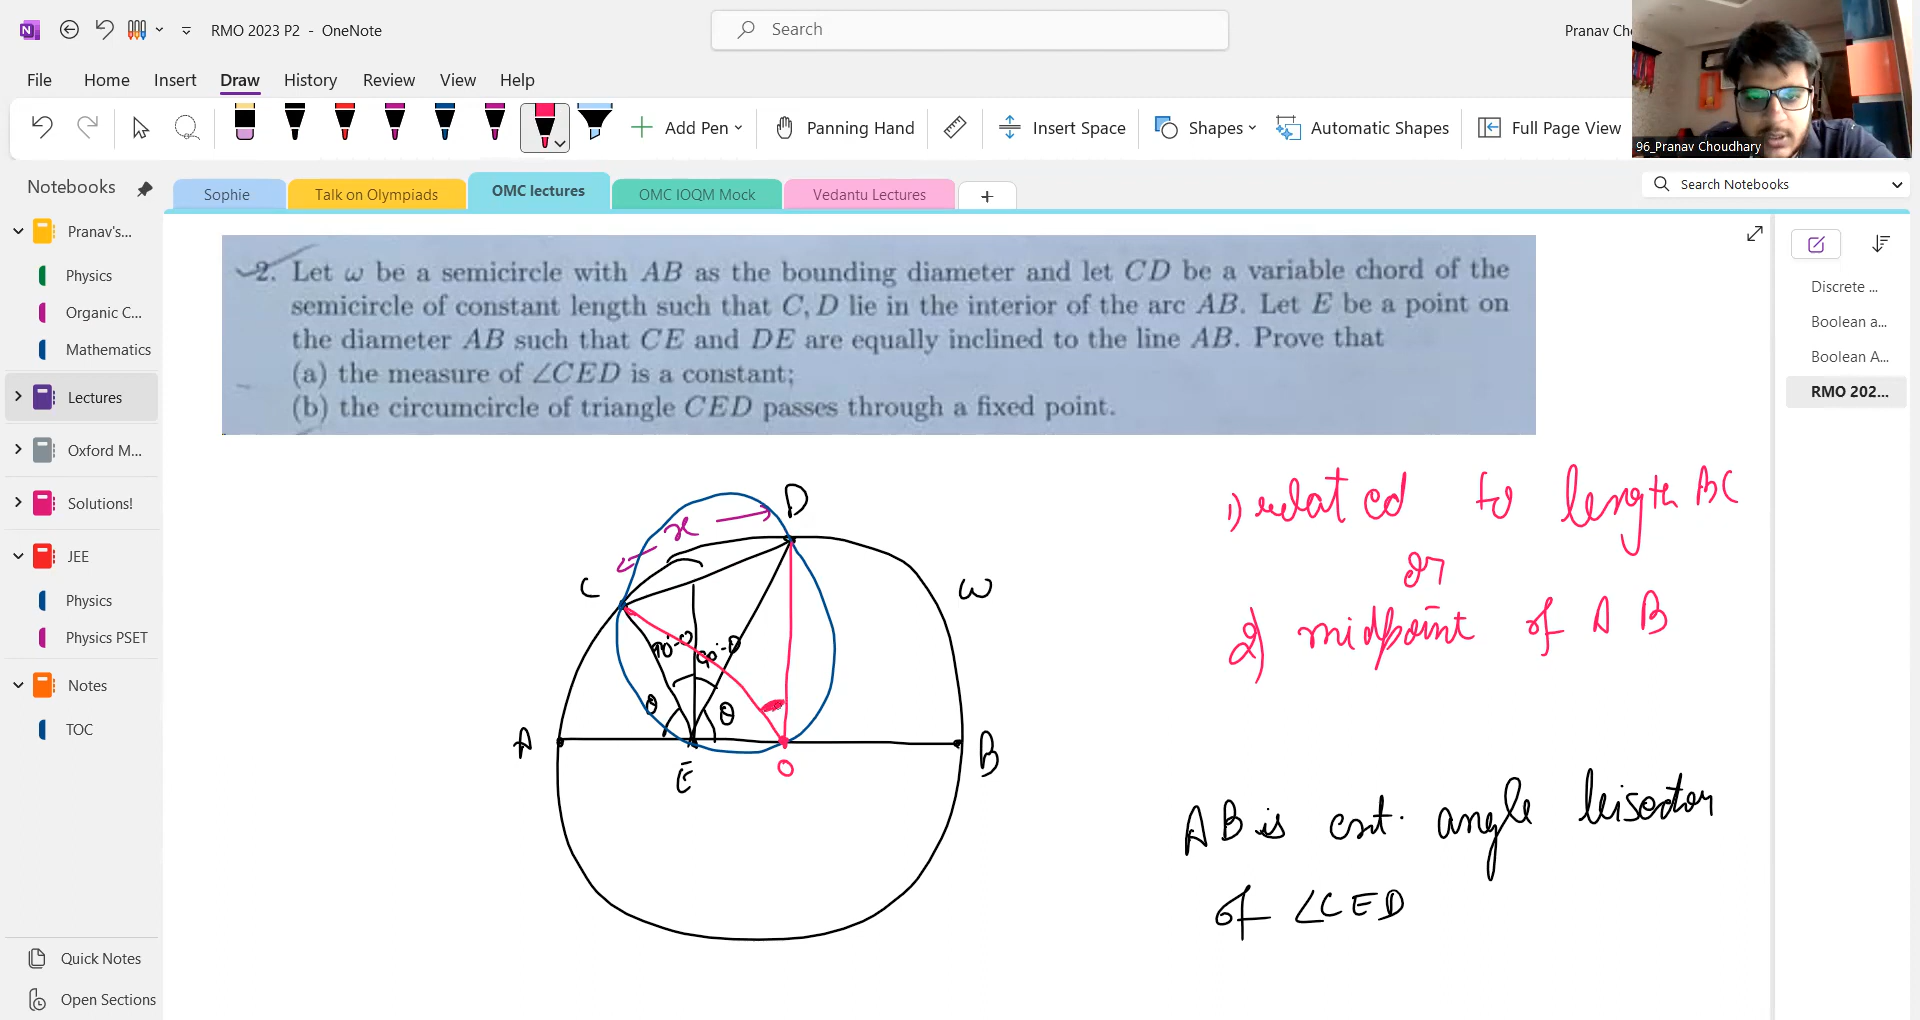 RMO 2023 P2 - OneNote
Search
Pranav Cho
File Home Insert Draw History Review View Help
Add Pen
Panning Hand
Insert Space
Shapes
Automatic Shapes
Full Page View
96_Pranav Choudhary
Notebooks
Sophie
Talk on Olympiads
OMC lectures
OMC IOQM Mock
Vedantu Lectures
+
Search Notebooks
Pranav's...
Physics
Organic C...
Mathematics
Lectures
Oxford M...
Solutions!
JEE
Physics
Physics PSET
Notes
TOC
Quick Notes
Open Sections
2. Let ω be a semicircle with AB as the bounding diameter and let CD be a variable chord of the
semicircle of constant length such that C, D lie in the interior of the arc AB. Let E be a point on
the diameter AB such that CE and DE are equally inclined to the line AB. Prove that
(a) the measure of ∠CED is a constant;
(b) the circumcircle of triangle CED passes through a fixed point.
D
x
C
ω
90°-θ 90°-θ
θ θ
A
B
E
O
1) related to length BC
or
2) midpoint of A B
AB is ext. angle bisector
of ∠CED
Discrete ...
Boolean a...
Boolean A...
RMO 202...